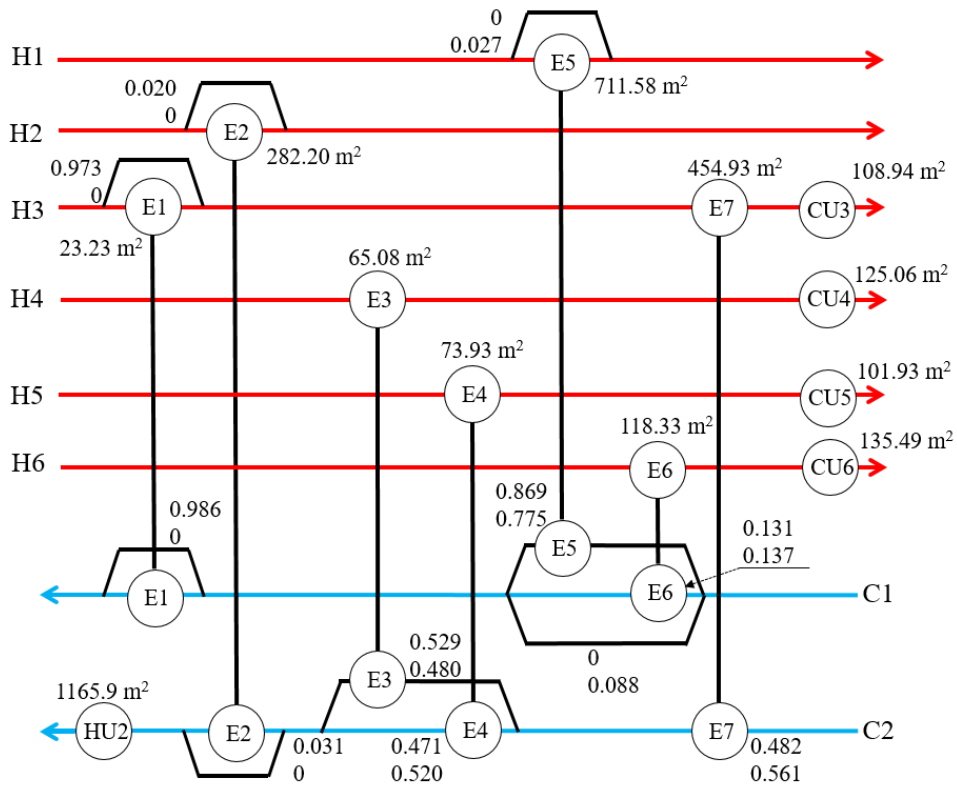 0
0.027
H1
E5
711.58 m²
0.020
0
H2
E2
282.20 m²
0.973
0
H3
E1
23.23 m²
454.93 m²
E7
108.94 m²
CU3
65.08 m²
H4
E3
125.06 m²
CU4
73.93 m²
H5
E4
101.93 m²
CU5
118.33 m²
H6
E6
135.49 m²
CU6
0.869
0.775
E5
0.986
0
0.131
0.137
E1
E6
C1
0
0.088
0.529
0.480
E3
1165.9 m²
HU2
E2
0.031
0
0.471
0.520
E4
E7
0.482
0.561
C2